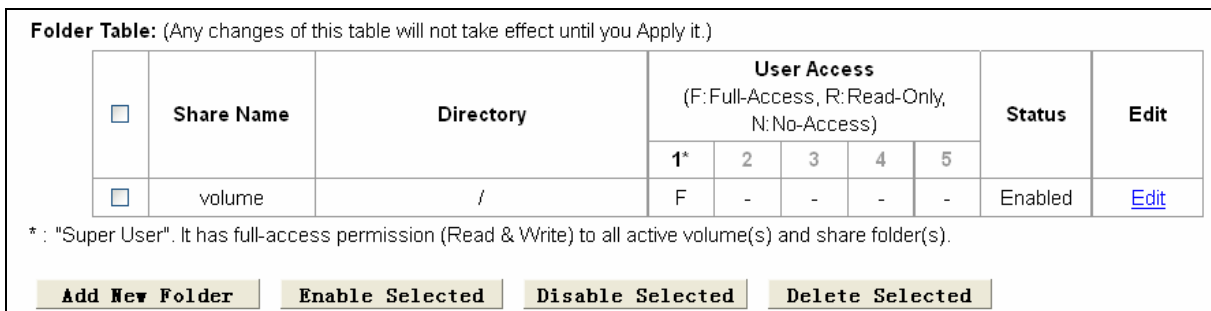 Folder Table: (Any changes of this table will not take effect until you Apply it.)
Share Name Directory User Access Status Edit
(F:Full-Access, R:Read-Only,
N:No-Access)
1* 2 3 4 5
volume / F - - - - Enabled Edit
* : "Super User". It has full-access permission (Read & Write) to all active volume(s) and share folder(s).
Add New Folder Enable Selected Disable Selected Delete Selected